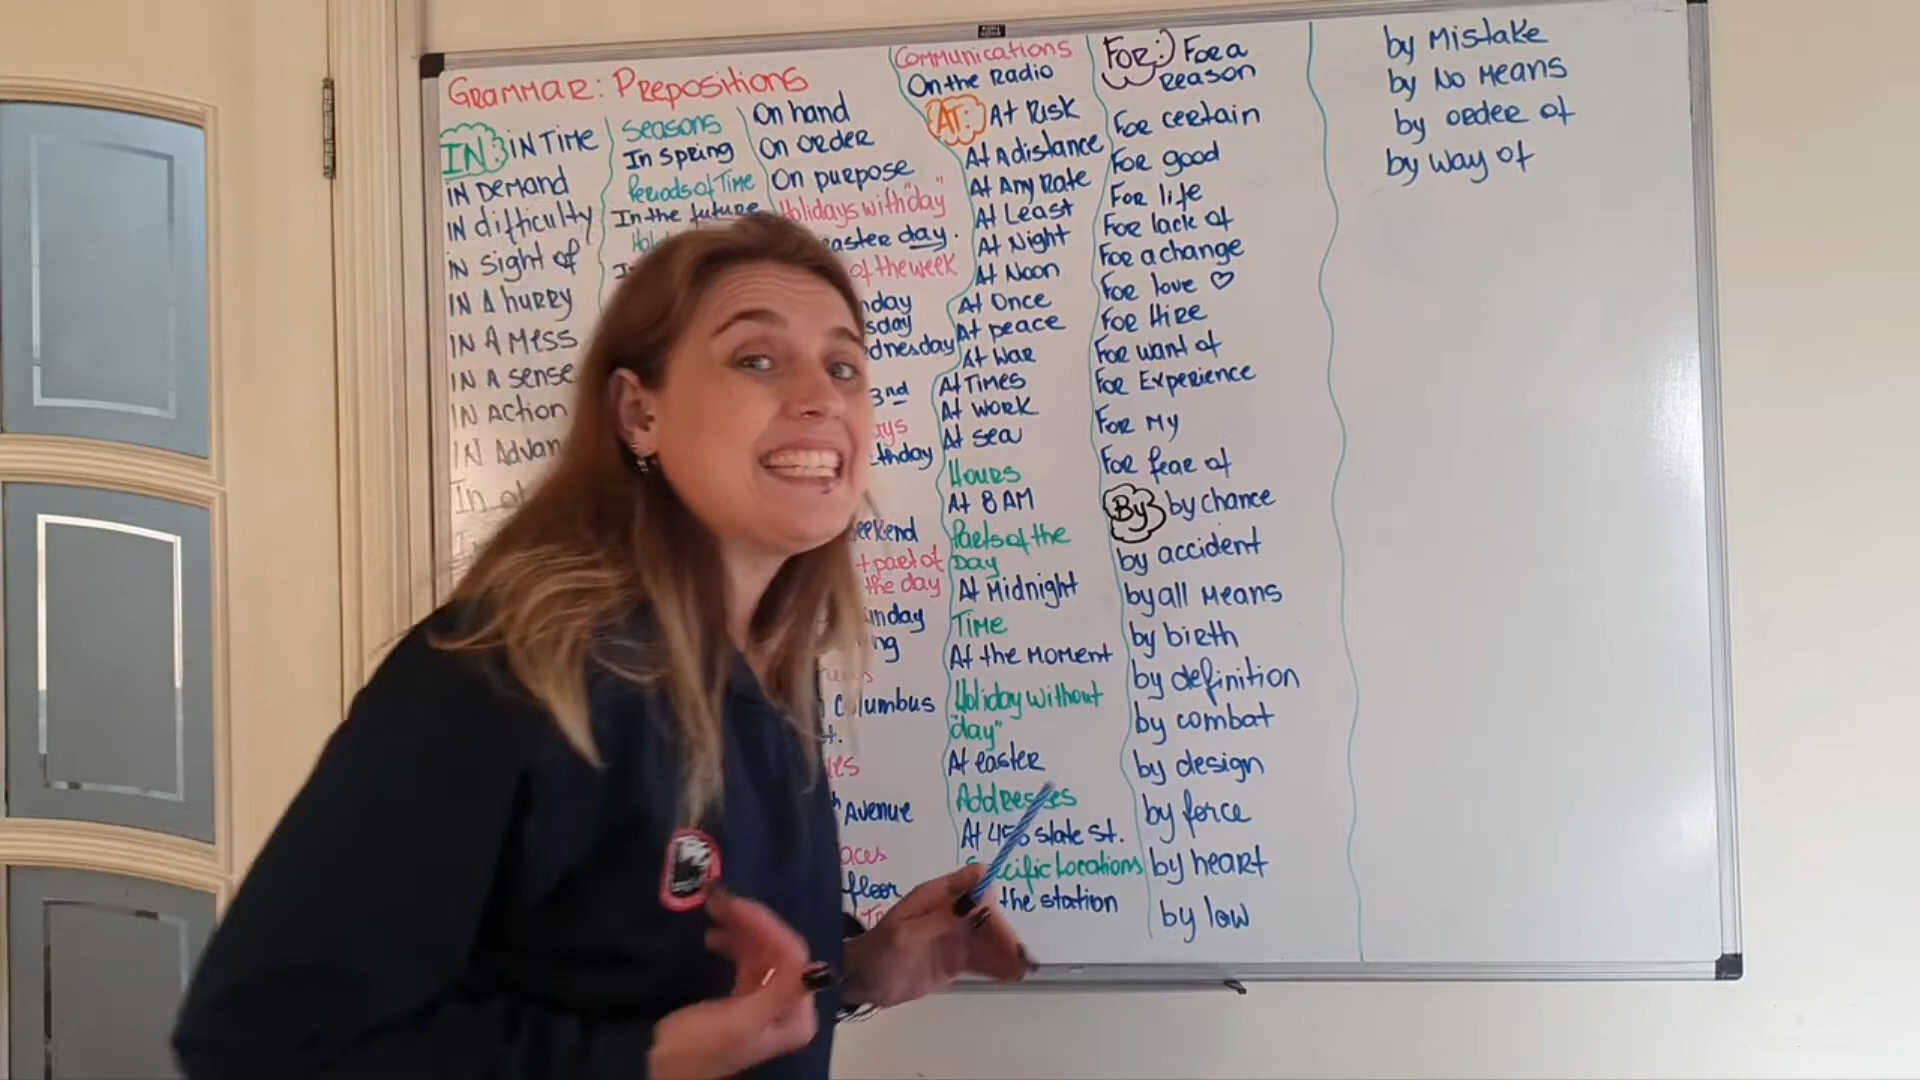 Grammar: Prepositions
IN: IN Time
IN Demand
IN difficulty
IN sight of
IN A hurry
IN A Mess
IN A sense
IN Action
IN
In
Seasons
In Spring
Periods of Time
In the future
On hand
On Order
On purpose
Holidays with "day"
day.
of the week
3rd
the day
Columbus
Avenue
floor
Communications
On the Radio
AT: At Risk
At A distance
At Any Rate
At Least
At Night
At Noon
At Once
At peace
At War
At Times
At Work
At sea
Hours
At 8 AM
Parts of the
Day
At Midnight
Time
At the Moment
Holiday without
"day"
At easter
Addresses
At state st.
Locations
the station
FOR:) For a
Reason
For certain
For good
For life
For lack of
For a change
For love ♡
For Hire
For want of
For Experience
For My
For fear of
By by chance
by accident
by all Means
by birth
by definition
by combat
by design
by force
by heart
by law
by Mistake
by No Means
by order of
by way of